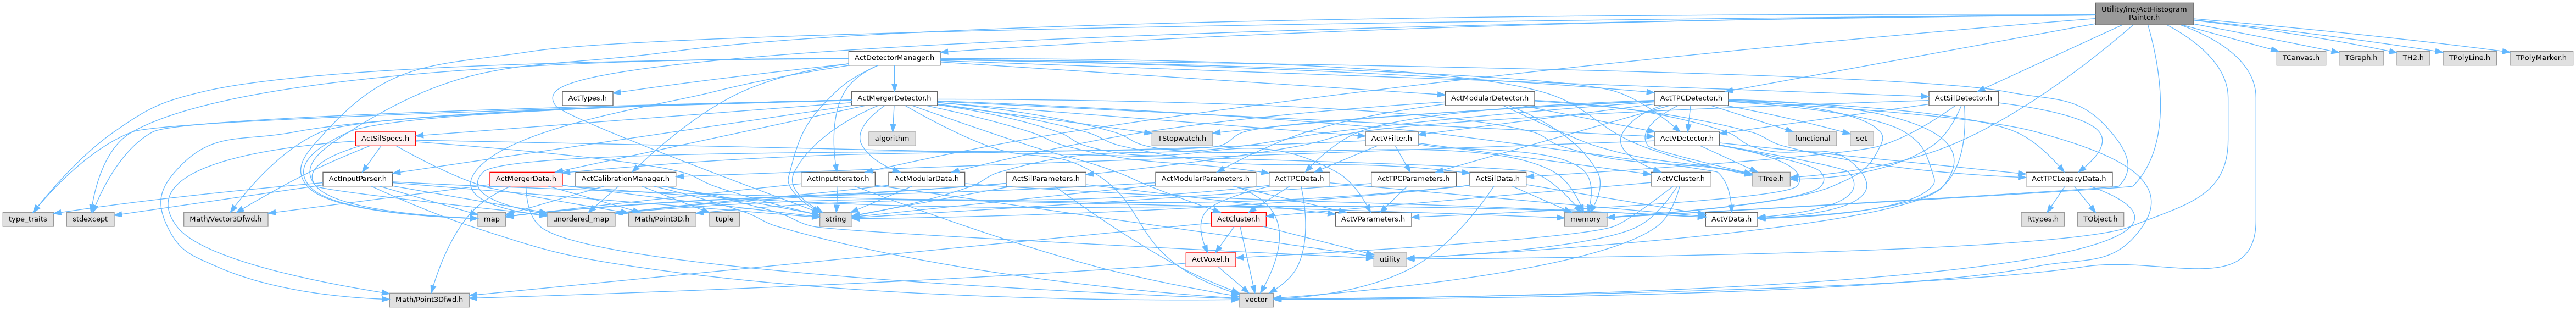 Utility/inc/ActHistogram
Painter.h
ActDetectorManager.h
TCanvas.h
TGraph.h
TH2.h
TPolyLine.h
TPolyMarker.h
ActTypes.h
ActMergerDetector.h
ActModularDetector.h
ActTPCDetector.h
ActSilDetector.h
ActSilSpecs.h
algorithm
TStopwatch.h
ActVFilter.h
ActVDetector.h
functional
set
ActInputParser.h
ActMergerData.h
ActCalibrationManager.h
ActInputIterator.h
ActModularData.h
ActSilParameters.h
ActModularParameters.h
ActTPCData.h
ActTPCParameters.h
ActSilData.h
ActVCluster.h
TTree.h
ActTPCLegacyData.h
type_traits
stdexcept
Math/Vector3Dfwd.h
map
unordered_map
Math/Point3D.h
tuple
string
ActCluster.h
ActVParameters.h
memory
ActVData.h
Rtypes.h
TObject.h
ActVoxel.h
utility
Math/Point3Dfwd.h
vector